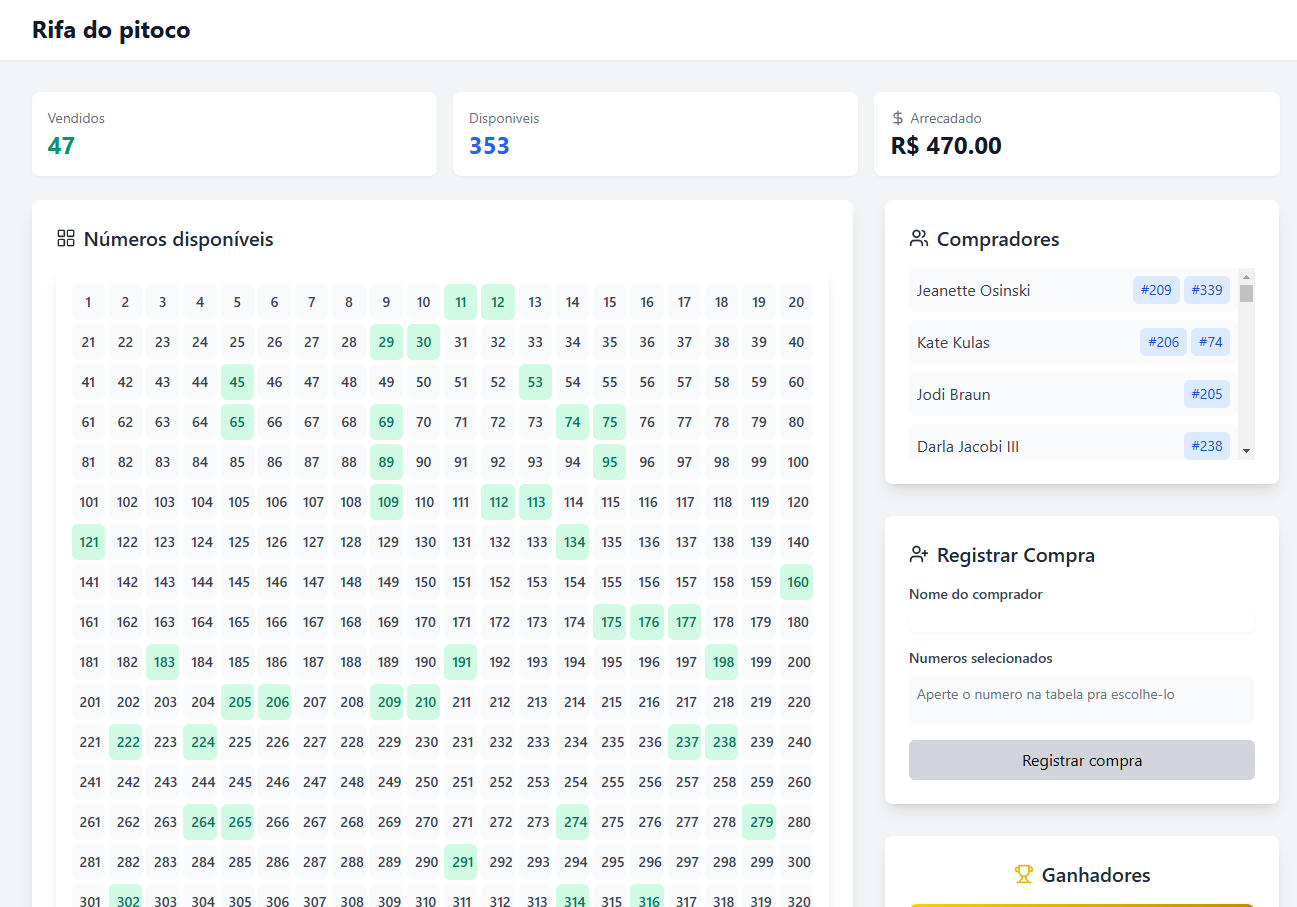 Rifa do pitoco
Vendidos
47
Disponiveis
353
Arrecadado
R$ 470.00
Números disponíveis
1 2 3 4 5 6 7 8 9 10 11 12 13 14 15 16 17 18 19 20
21 22 23 24 25 26 27 28 29 30 31 32 33 34 35 36 37 38 39 40
41 42 43 44 45 46 47 48 49 50 51 52 53 54 55 56 57 58 59 60
61 62 63 64 65 66 67 68 69 70 71 72 73 74 75 76 77 78 79 80
81 82 83 84 85 86 87 88 89 90 91 92 93 94 95 96 97 98 99 100
101 102 103 104 105 106 107 108 109 110 111 112 113 114 115 116 117 118 119 120
121 122 123 124 125 126 127 128 129 130 131 132 133 134 135 136 137 138 139 140
141 142 143 144 145 146 147 148 149 150 151 152 153 154 155 156 157 158 159 160
161 162 163 164 165 166 167 168 169 170 171 172 173 174 175 176 177 178 179 180
181 182 183 184 185 186 187 188 189 190 191 192 193 194 195 196 197 198 199 200
201 202 203 204 205 206 207 208 209 210 211 212 213 214 215 216 217 218 219 220
221 222 223 224 225 226 227 228 229 230 231 232 233 234 235 236 237 238 239 240
241 242 243 244 245 246 247 248 249 250 251 252 253 254 255 256 257 258 259 260
261 262 263 264 265 266 267 268 269 270 271 272 273 274 275 276 277 278 279 280
281 282 283 284 285 286 287 288 289 290 291 292 293 294 295 296 297 298 299 300
301 302 303 304 305 306 307 308 309 310 311 312 313 314 315 316 317 318 319 320
Compradores
Jeanette Osinski #209 #339
Kate Kulas #206 #74
Jodi Braun #205
Darla Jacobi III #238
Registrar Compra
Nome do comprador
Numeros selecionados
Aperte o numero na tabela pra escolhe-lo
Registrar compra
Ganhadores